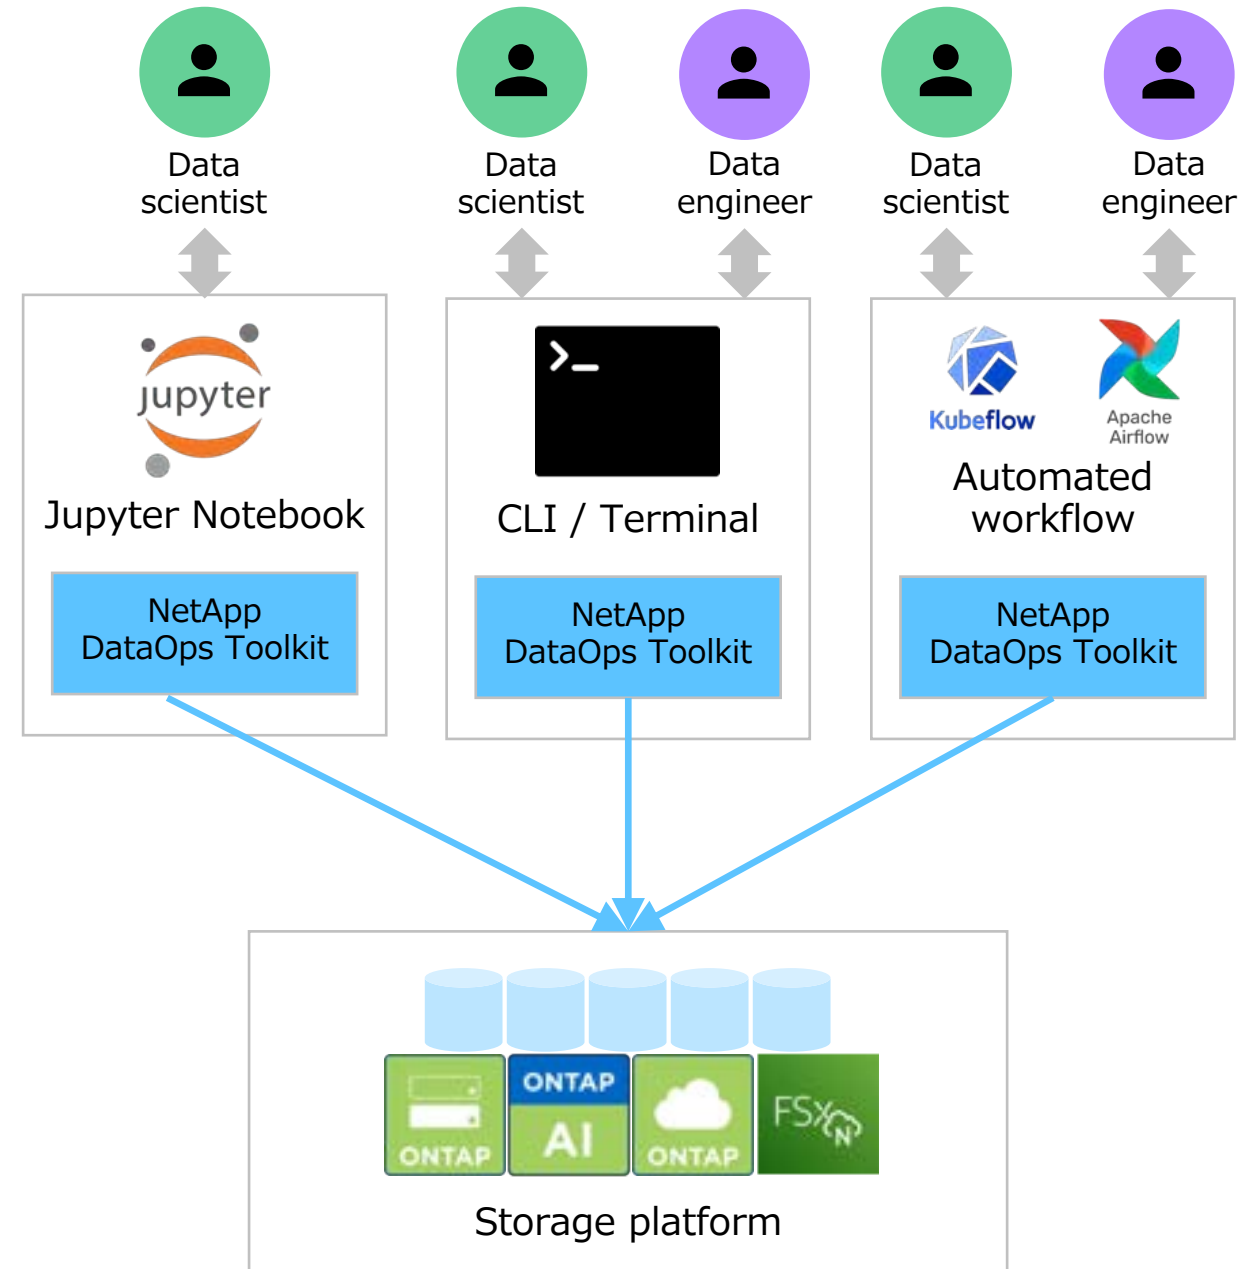 Data
scientist
Data
scientist
Data
engineer
Data
scientist
Data
engineer
jupyter
Jupyter Notebook
NetApp
DataOps Toolkit
>_
CLI / Terminal
NetApp
DataOps Toolkit
Kubeflow
Apache
Airflow
Automated
workflow
NetApp
DataOps Toolkit
ONTAP
ONTAP
AI
ONTAP
FSx
N
Storage platform